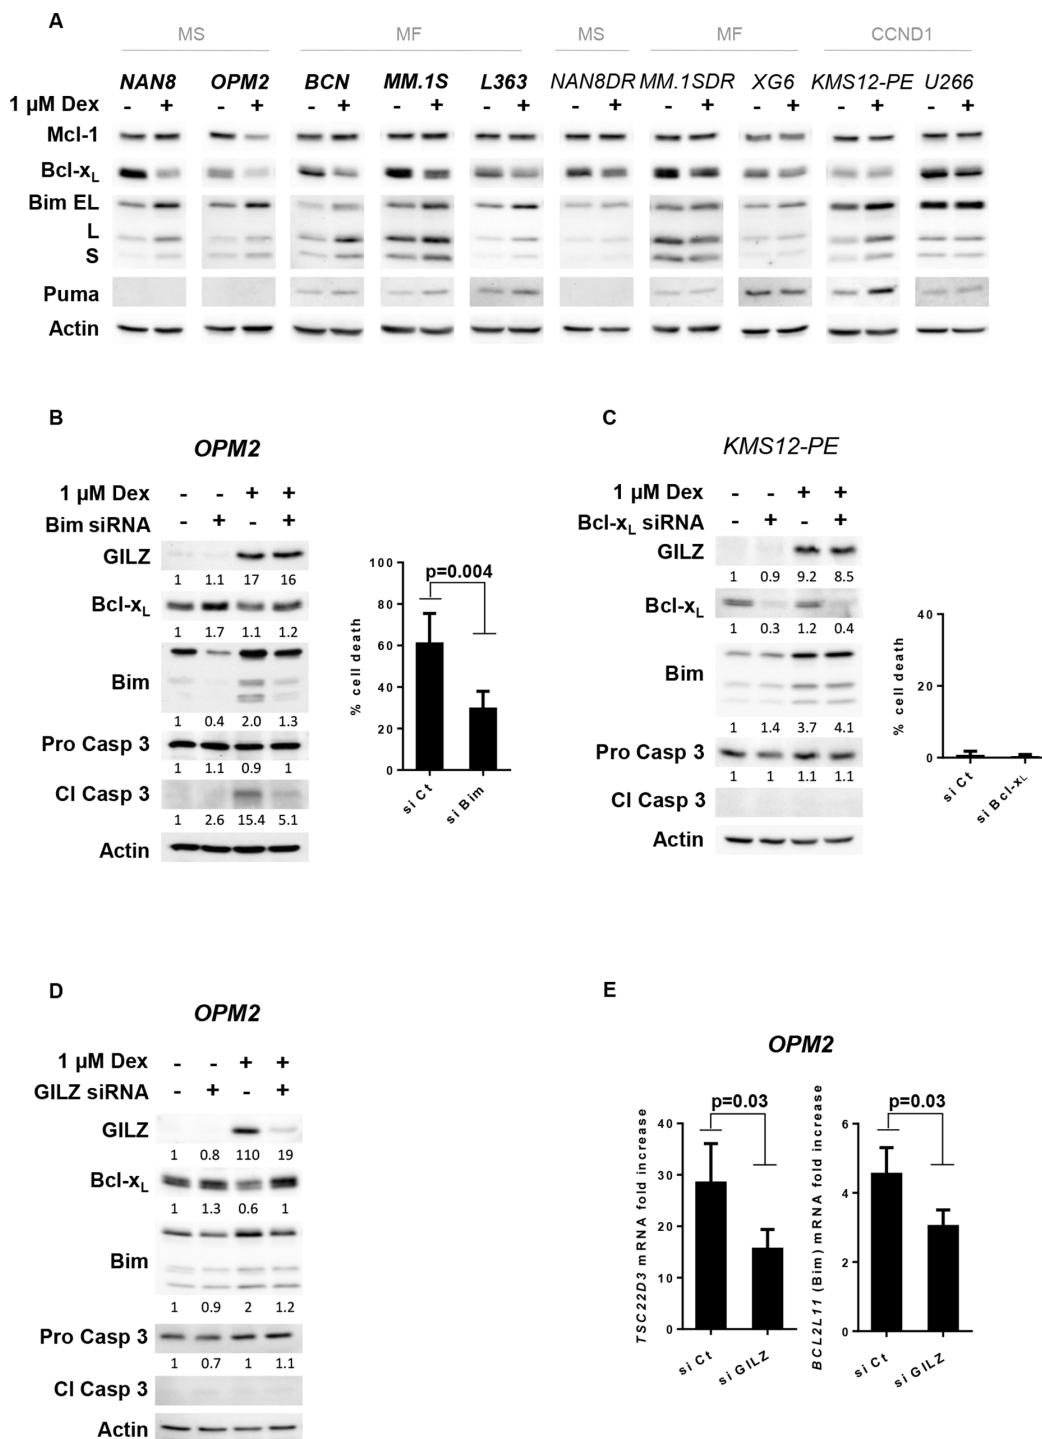 A
MS MF MS MF CCND1
NAN8 OPM2 BCN MM.1S L363 NAN8DR MM.1SDR XG6 KMS12-PE U266
1 µM Dex - + - + - + - + - + - + - + - + - + - +
Mcl-1
Bcl-xL
Bim EL
L
S
Puma
Actin
B
OPM2
1 µM Dex - - + +
Bim siRNA - + - +
GILZ
1 1.1 17 16
Bcl-xL
1 1.7 1.1 1.2
Bim
1 0.4 2.0 1.3
Pro Casp 3
1 1.1 0.9 1
Cl Casp 3
1 2.6 15.4 5.1
Actin
% cell death
100
80
60
40
20
0
p=0.004
si Ct si Bim
C
KMS12-PE
1 µM Dex - - + +
Bcl-xL siRNA - + - +
GILZ
1 0.9 9.2 8.5
Bcl-xL
1 0.3 1.2 0.4
Bim
1 1.4 3.7 4.1
Pro Casp 3
1 1 1.1 1.1
Cl Casp 3
Actin
% cell death
40
20
0
si Ct si Bcl-xL
D
OPM2
1 µM Dex - - + +
GILZ siRNA - + - +
GILZ
1 0.8 110 19
Bcl-xL
1 1.3 0.6 1
Bim
1 0.9 2 1.2
Pro Casp 3
1 0.7 1 1.1
Cl Casp 3
Actin
E
OPM2
TSC22D3 mRNA fold increase
40
30
20
10
0
p=0.03
si Ct si GILZ
BCL2L11 (Bim) mRNA fold increase
6
4
2
0
p=0.03
si Ct si GILZ